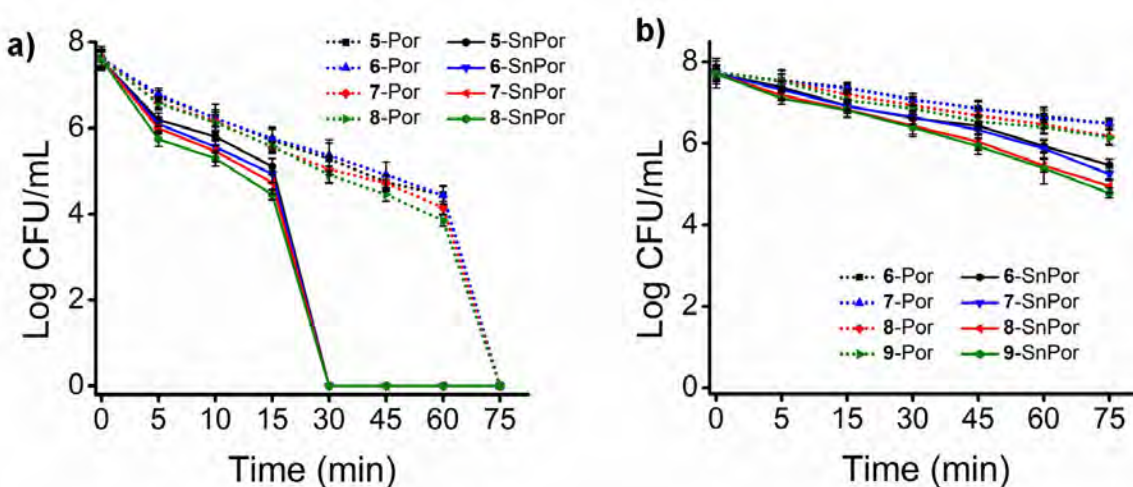 a)
8
6
4
2
0
Log CFU/mL
5-Por 5-SnPor
6-Por 6-SnPor
7-Por 7-SnPor
8-Por 8-SnPor
0 5 10 15 30 45 60 75
Time (min)
b)
8
6
4
2
0
Log CFU/mL
6-Por 6-SnPor
7-Por 7-SnPor
8-Por 8-SnPor
9-Por 9-SnPor
0 5 15 30 45 60 75
Time (min)